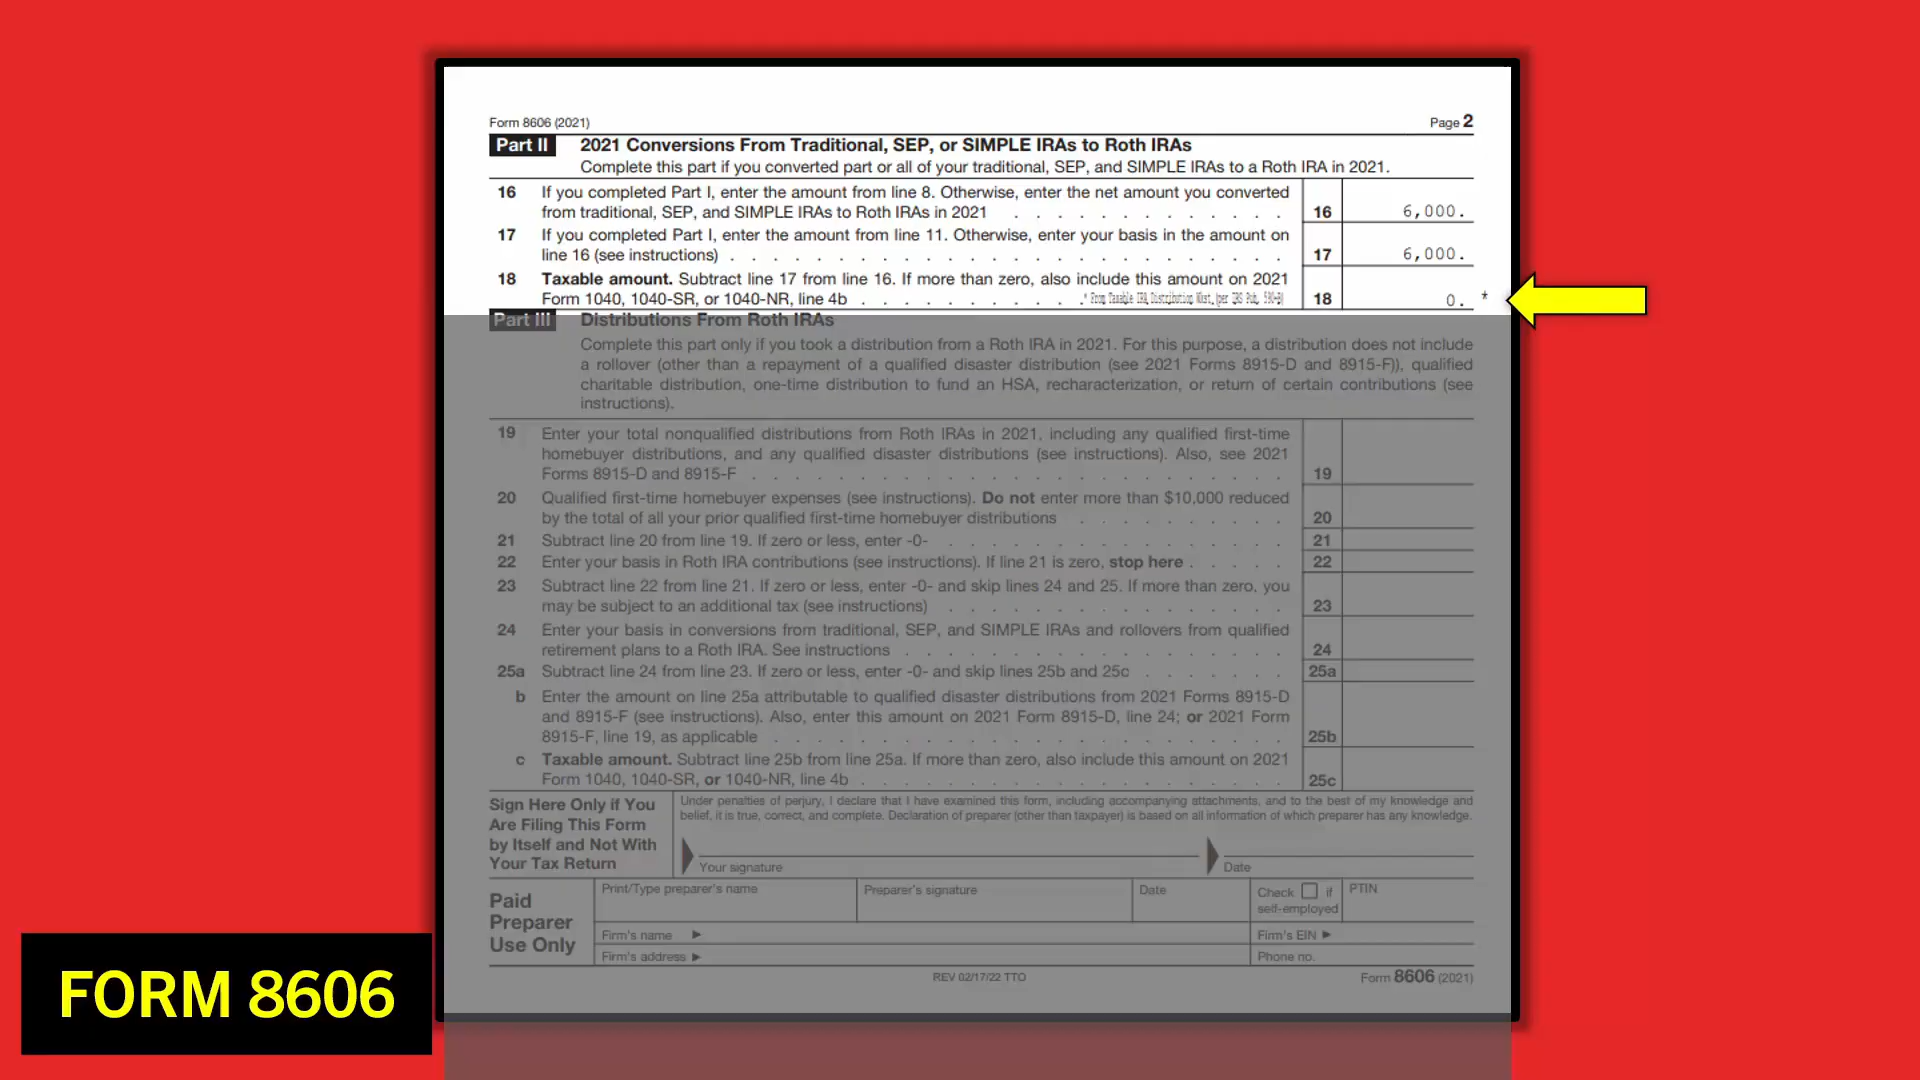 Form 8606 (2021) Page 2
Part II 2021 Conversions From Traditional, SEP, or SIMPLE IRAs to Roth IRAs
Complete this part if you converted part or all of your traditional, SEP, and SIMPLE IRAs to a Roth IRA in 2021.
16 If you completed Part I, enter the amount from line 8. Otherwise, enter the net amount you converted
from traditional, SEP, and SIMPLE IRAs to Roth IRAs in 2021 . . . . . . . . . . . . . 16 6,000.
17 If you completed Part I, enter the amount from line 11. Otherwise, enter your basis in the amount on
line 16 (see instructions) . . . . . . . . . . . . . . . . . . . . . . . . . . 17 6,000.
18 Taxable amount. Subtract line 17 from line 16. If more than zero, also include this amount on 2021
Form 1040, 1040-SR, or 1040-NR, line 4b . . . . . . . . . . . * From Taxable IRA Distribution Wkst. (per IRS Pub. 590-B) 18 0. *
Part III Distributions From Roth IRAs
Complete this part only if you took a distribution from a Roth IRA in 2021. For this purpose, a distribution does not include
a rollover (other than a repayment of a qualified disaster distribution (see 2021 Forms 8915-D and 8915-F)), qualified
charitable distribution, one-time distribution to fund an HSA, recharacterization, or return of certain contributions (see
instructions).
19 Enter your total nonqualified distributions from Roth IRAs in 2021, including any qualified first-time
homebuyer distributions, and any qualified disaster distributions (see instructions). Also, see 2021
Forms 8915-D and 8915-F . . . . . . . . . . . . . . . . . . . . . . . . . 19
20 Qualified first-time homebuyer expenses (see instructions). Do not enter more than $10,000 reduced
by the total of all your prior qualified first-time homebuyer distributions . . . . . . . . . . 20
21 Subtract line 20 from line 19. If zero or less, enter -0- . . . . . . . . . . . . . . . . 21
22 Enter your basis in Roth IRA contributions (see instructions). If line 21 is zero, stop here . . . . . 22
23 Subtract line 22 from line 21. If zero or less, enter -0- and skip lines 24 and 25. If more than zero, you
may be subject to an additional tax (see instructions) . . . . . . . . . . . . . . . . 23
24 Enter your basis in conversions from traditional, SEP, and SIMPLE IRAs and rollovers from qualified
retirement plans to a Roth IRA. See instructions . . . . . . . . . . . . . . . . . . 24
25a Subtract line 24 from line 23. If zero or less, enter -0- and skip lines 25b and 25c . . . . . . . 25a
b Enter the amount on line 25a attributable to qualified disaster distributions from 2021 Forms 8915-D
and 8915-F (see instructions). Also, enter this amount on 2021 Form 8915-D, line 24; or 2021 Form
8915-F, line 19, as applicable . . . . . . . . . . . . . . . . . . . . . . . . 25b
c Taxable amount. Subtract line 25b from line 25a. If more than zero, also include this amount on 2021
Form 1040, 1040-SR, or 1040-NR, line 4b . . . . . . . . . . . . . . . . . . . . 25c
Sign Here Only if You
Are Filing This Form
by Itself and Not With
Your Tax Return
Under penalties of perjury, I declare that I have examined this form, including accompanying attachments, and to the best of my knowledge and
belief, it is true, correct, and complete. Declaration of preparer (other than taxpayer) is based on all information of which preparer has any knowledge.
Your signature Date
Paid
Preparer
Use Only
Print/Type preparer's name Preparer's signature Date Check if
self-employed PTIN
Firm's name ▶ Firm's EIN ▶
Firm's address ▶ Phone no.
REV 02/17/22 TTO Form 8606 (2021)
FORM 8606